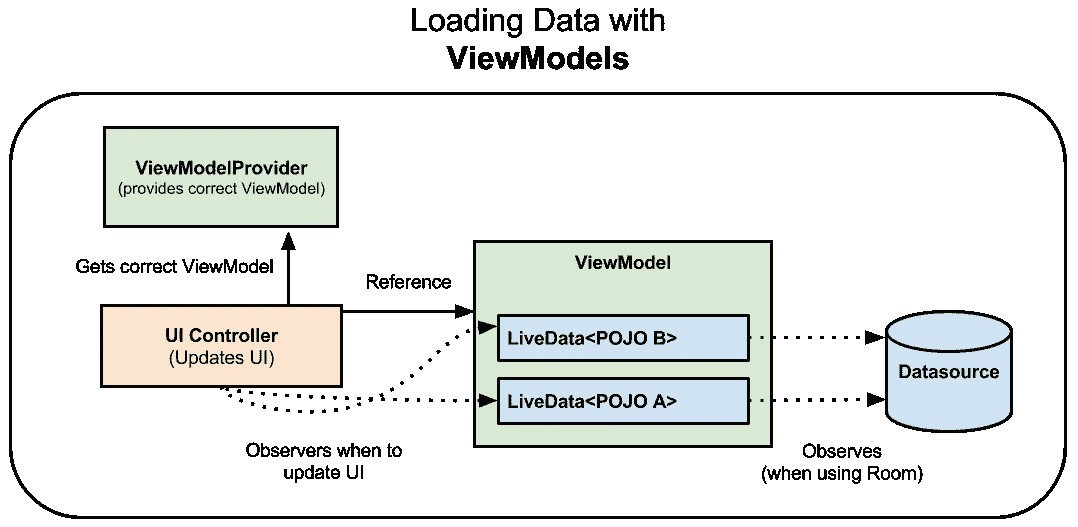 Loading Data with
ViewModels
ViewModelProvider
(provides correct ViewModel)
Gets correct ViewModel
Reference
UI Controller
(Updates UI)
ViewModel
LiveData<POJO B>
LiveData<POJO A>
Datasource
Observers when to
update UI
Observes
(when using Room)